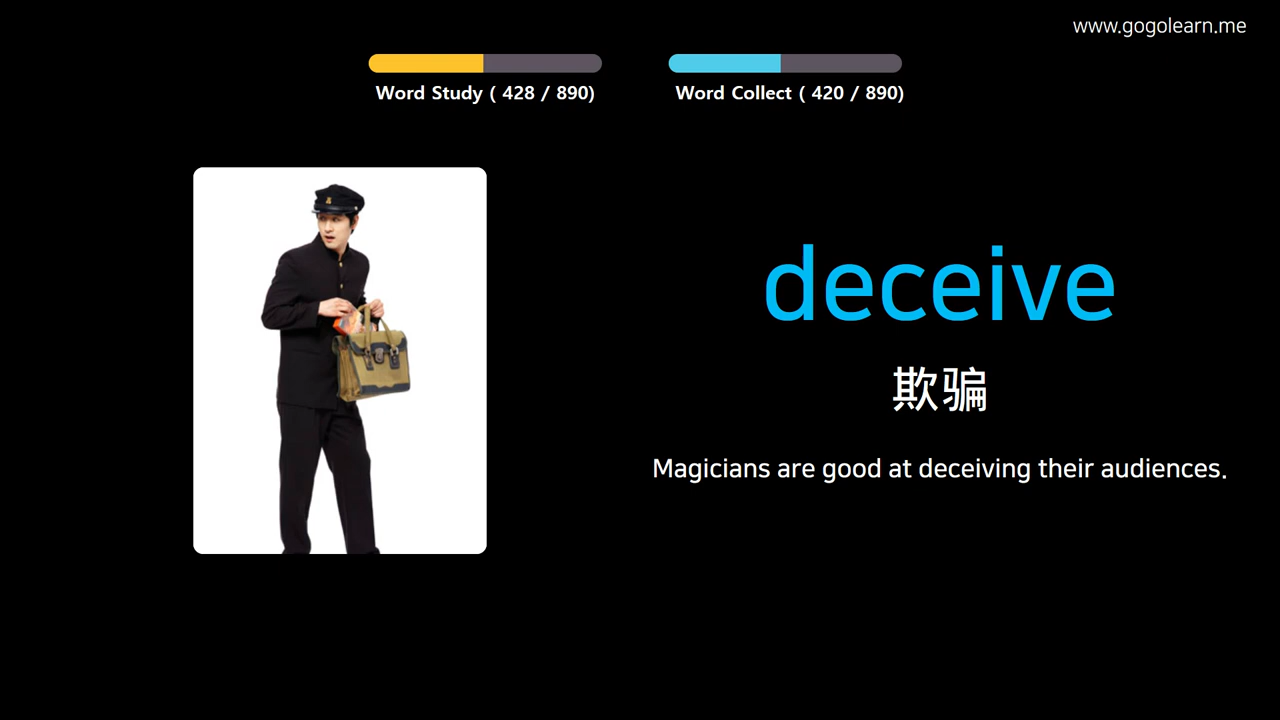 www.gogolearn.me
Word Study ( 428 / 890)
Word Collect ( 420 / 890)
deceive
欺骗
Magicians are good at deceiving their audiences.